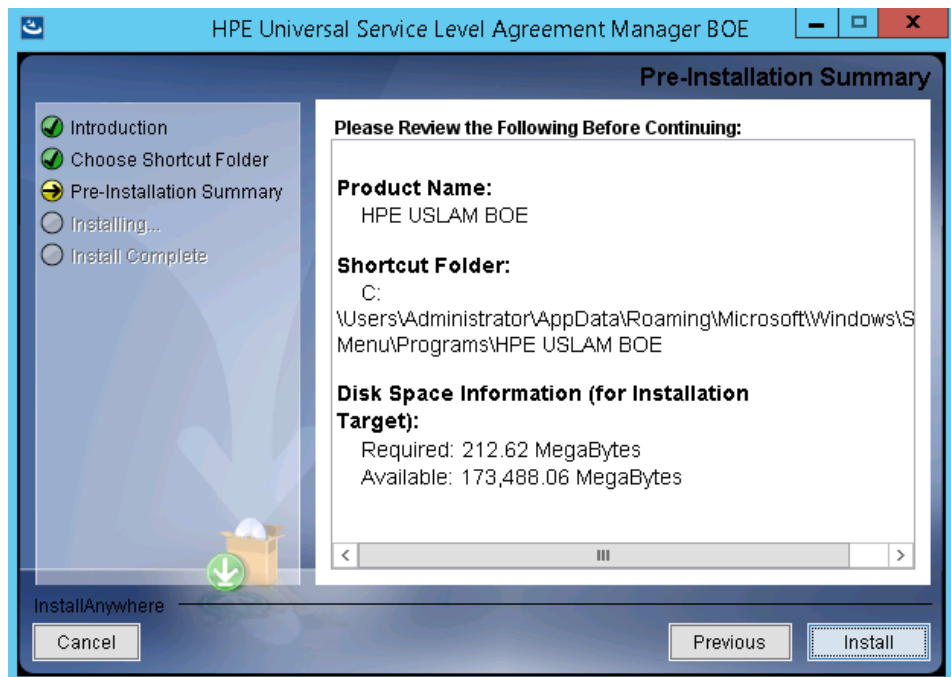 HPE Universal Service Level Agreement Manager BOE
Pre-Installation Summary
Introduction
Choose Shortcut Folder
Pre-Installation Summary
Installing...
Install Complete
Please Review the Following Before Continuing:
Product Name:
HPE USLAM BOE
Shortcut Folder:
C:
\Users\Administrator\AppData\Roaming\Microsoft\Windows\S
Menu\Programs\HPE USLAM BOE
Disk Space Information (for Installation
Target):
Required: 212.62 MegaBytes
Available: 173,488.06 MegaBytes
InstallAnywhere
Cancel
Previous
Install